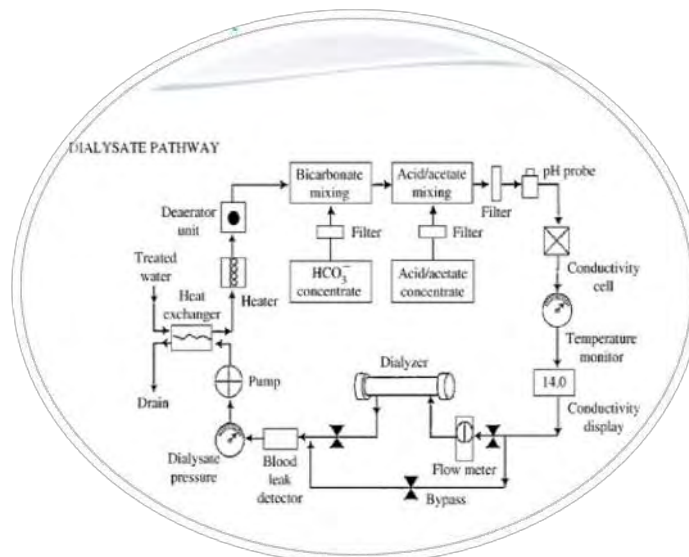 DIALYSATE PATHWAY
Bicarbonate
mixing
Acid/acetate
mixing
pH probe
Filter
Deaerator
unit
Filter
Filter
Treated
water
HCO3−
concentrate
Acid/acetate
concentrate
Conductivity
cell
Heat
exchanger
Heater
Temperature
monitor
Dialyzer
Pump
14.0
Drain
Conductivity
display
Dialysate
pressure
Blood
leak
detector
Flow meter
Bypass